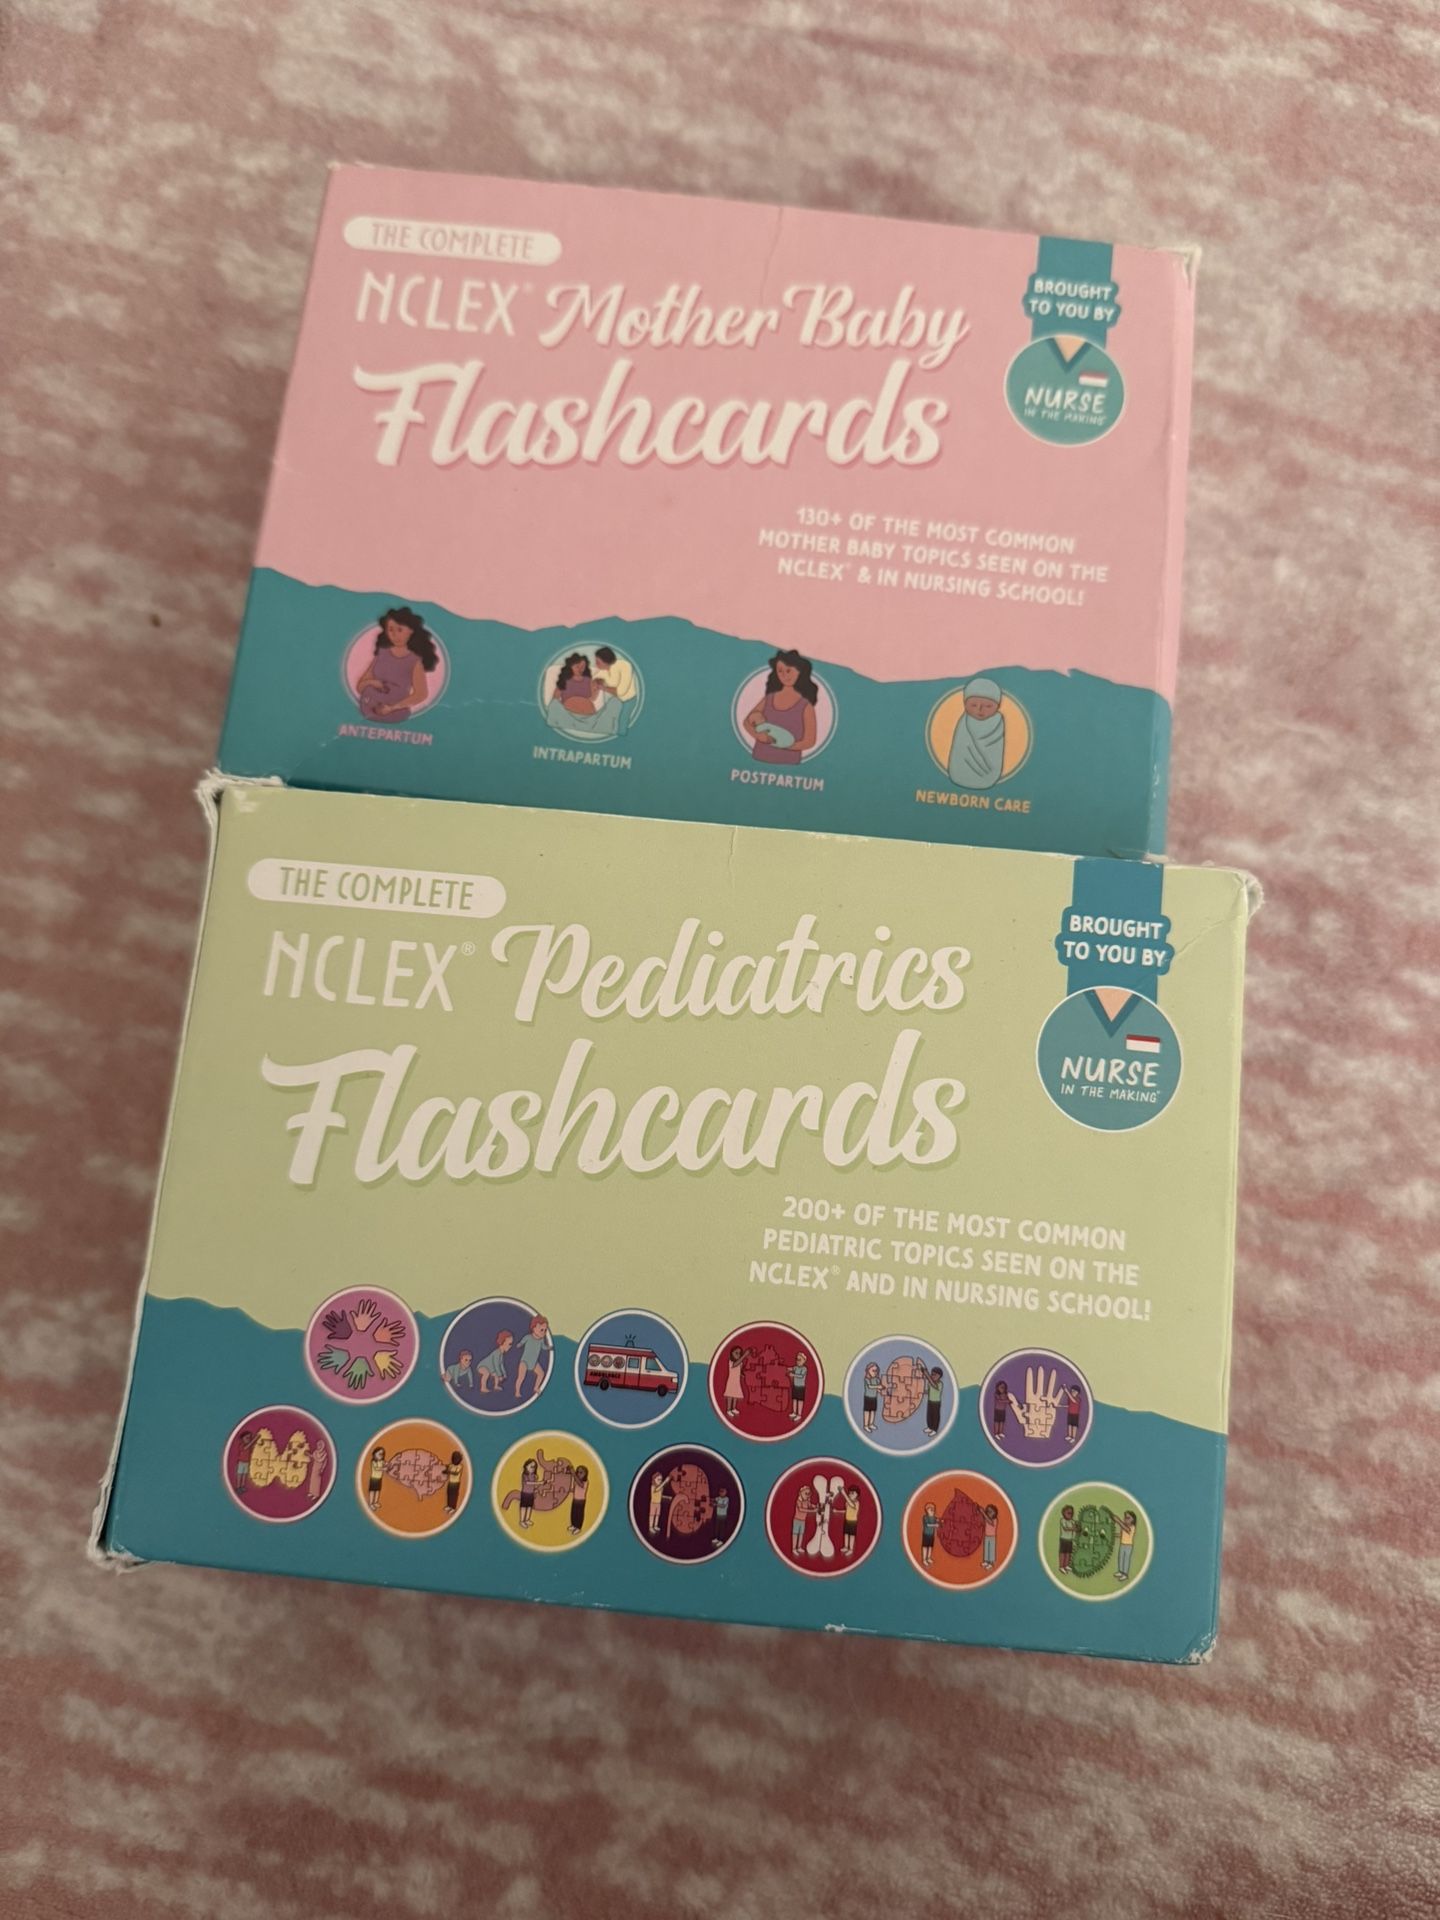 THE COMPLETE
NCLEX® Mother Baby
Flashcards
BROUGHT
TO YOU BY
NURSE
IN THE MAKING
130+ OF THE MOST COMMON
MOTHER BABY TOPICS SEEN ON THE
NCLEX® & IN NURSING SCHOOL!
ANTEPARTUM
INTRAPARTUM
POSTPARTUM
NEWBORN CARE
THE COMPLETE
NCLEX® Pediatrics
Flashcards
BROUGHT
TO YOU BY
NURSE
IN THE MAKING
200+ OF THE MOST COMMON
PEDIATRIC TOPICS SEEN ON THE
NCLEX® AND IN NURSING SCHOOL!
AMBULANCE